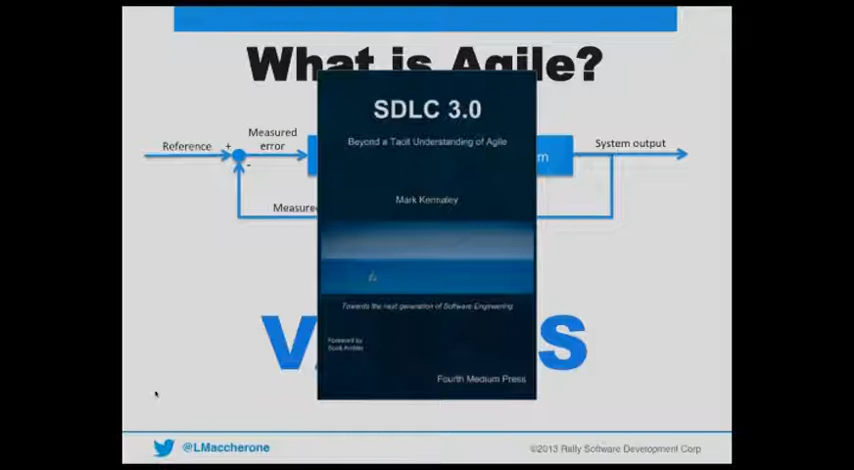 What is Agile?
SDLC 3.0
Beyond a Tacit Understanding of Agile
Reference
+
Measured
error
-
System output
m
Mark Kennaley
Measured
V S
Towards the next generation of Software Engineering
Foreword by
Scott Ambler
Fourth Medium Press
@LMaccherone
©2013 Rally Software Development Corp